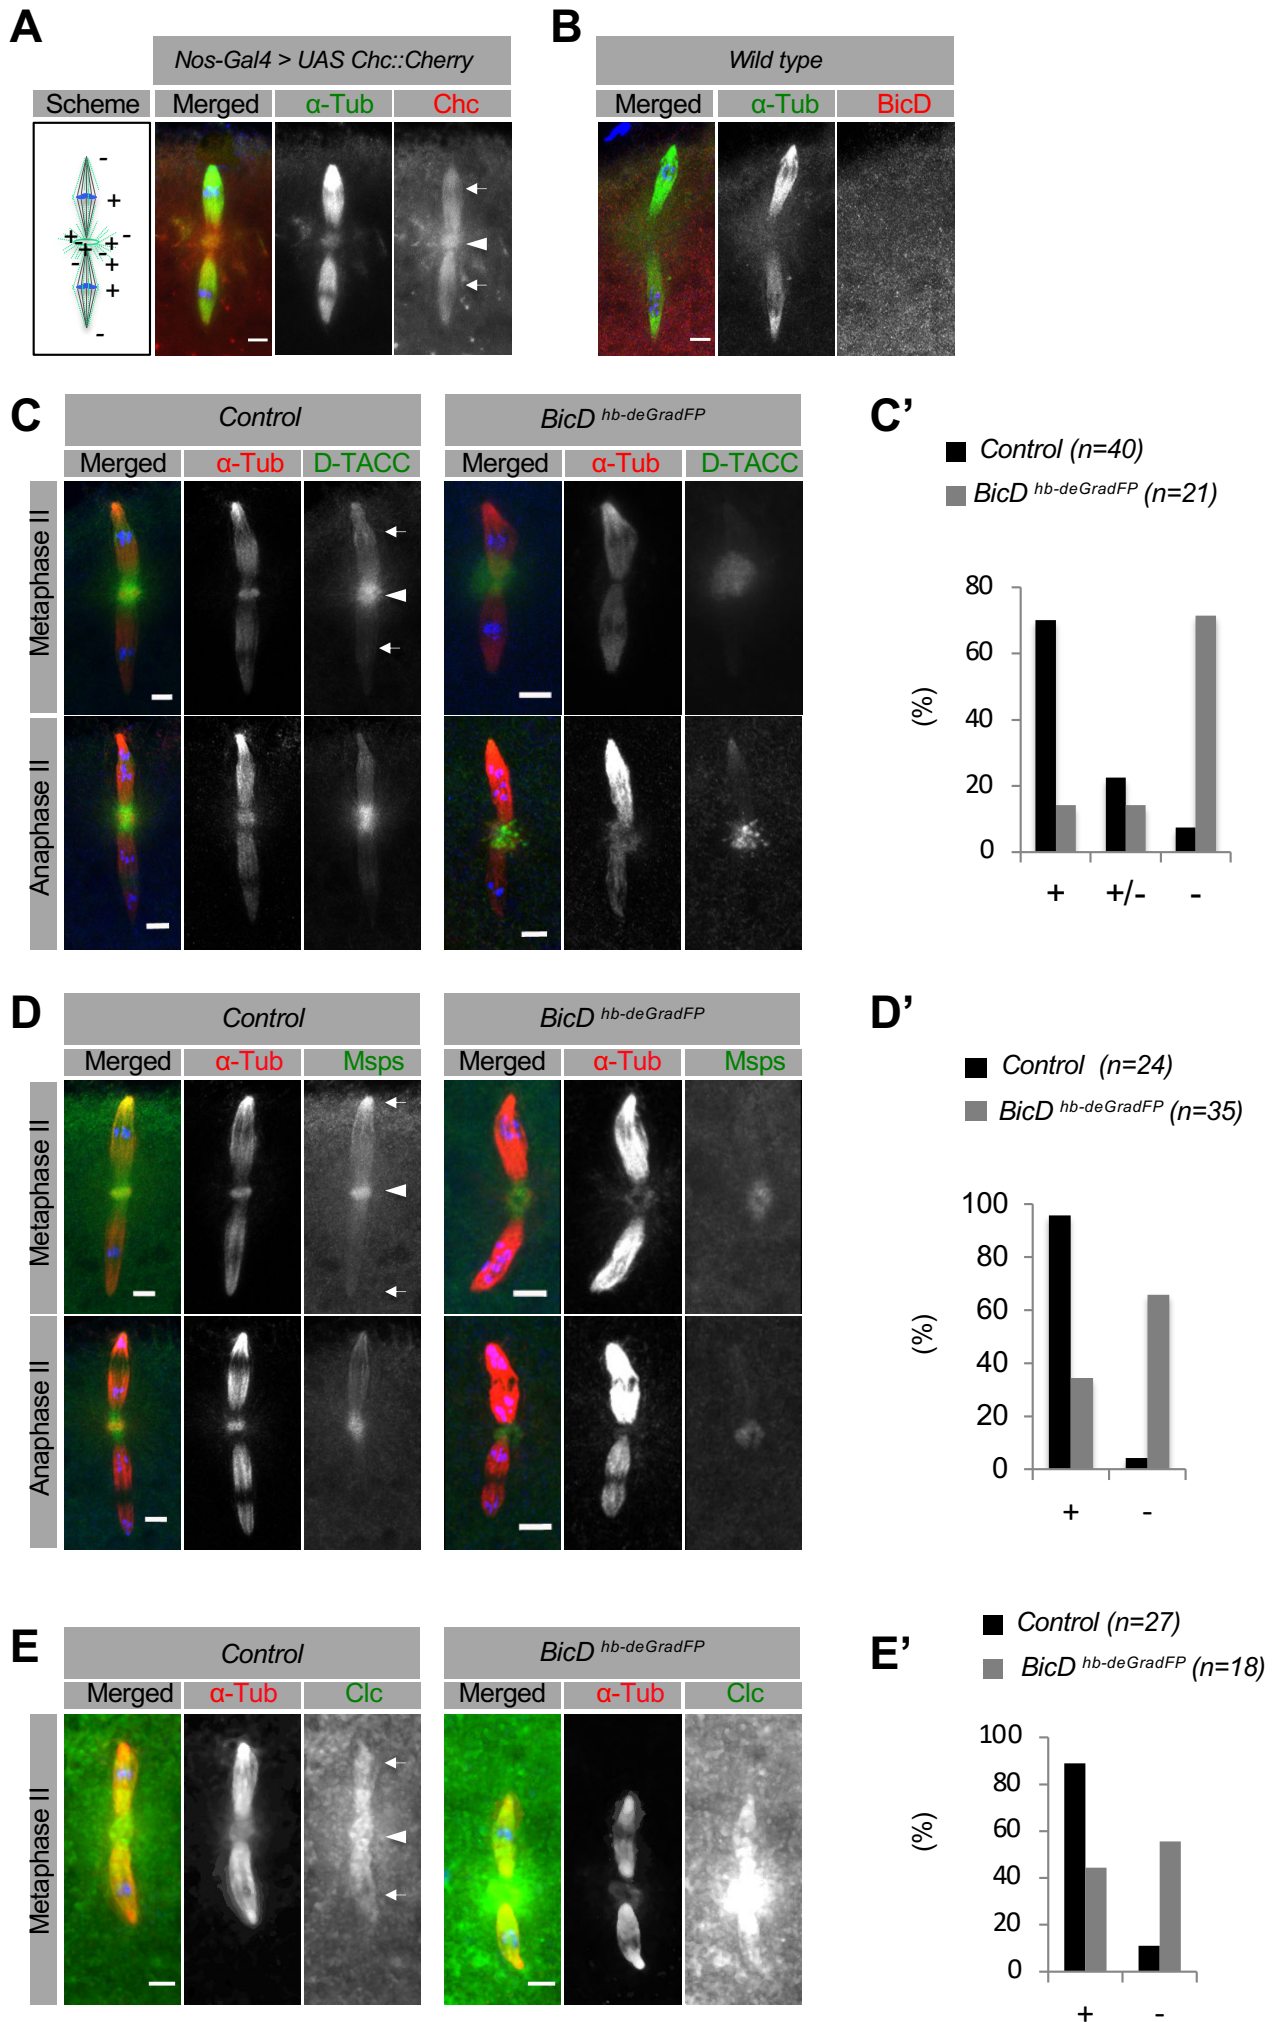 A
B
Nos-Gal4 > UAS Chc::Cherry
Wild type
Scheme Merged α-Tub Chc
Merged α-Tub BicD
-
+
+ + -
+ -
- +
+
-
C
Control
BicD hb-deGradFP
Merged α-Tub D-TACC
Merged α-Tub D-TACC
Metaphase II
Anaphase II
C’
Control (n=40)
BicD hb-deGradFP (n=21)
80
60
40
20
0
(%)
+ +/- -
D
Control
BicD hb-deGradFP
Merged α-Tub Msps
Merged α-Tub Msps
Metaphase II
Anaphase II
D’
Control (n=24)
BicD hb-deGradFP (n=35)
100
80
60
40
20
0
(%)
+ -
E
Control
BicD hb-deGradFP
Merged α-Tub Clc
Merged α-Tub Clc
Metaphase II
E’
Control (n=27)
BicD hb-deGradFP (n=18)
100
80
60
40
20
0
(%)
+ -